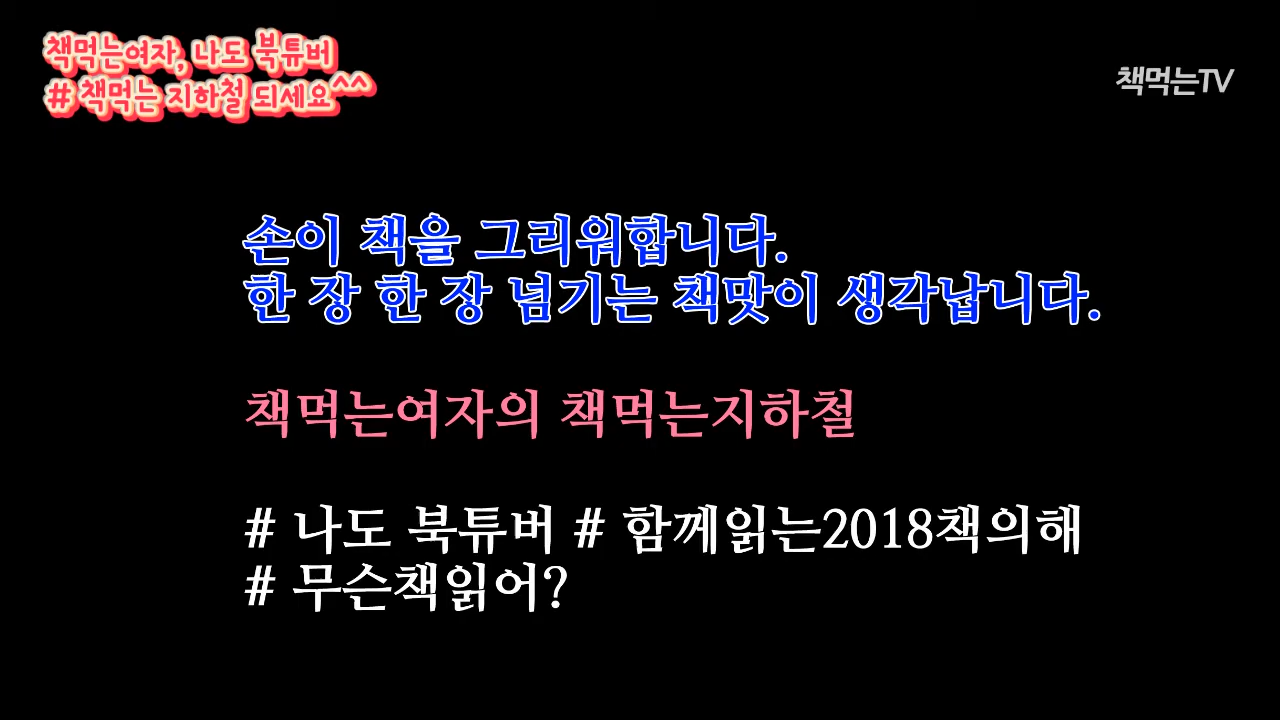 책먹는여자, 나도 북튜버
# 책먹는 지하철 되세요^^
책먹는TV
손이 책을 그리워합니다.
한 장 한 장 넘기는 책맛이 생각납니다.
책먹는여자의 책먹는지하철
# 나도 북튜버 # 함께읽는2018책의해
# 무슨책읽어?